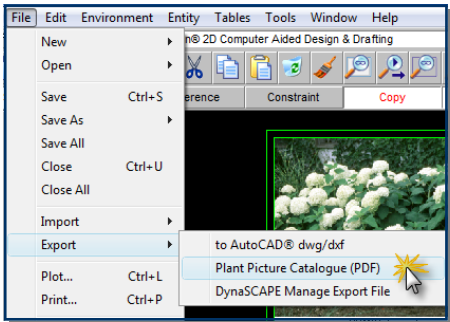 File Edit Environment Entity Tables Tools Window Help
n® 2D Computer Aided Design & Drafting
New
Open
erence Constraint Copy
Save Ctrl+S
Save As
Save All
Close Ctrl+U
Close All
Import
Export
to AutoCAD® dwg/dxf
Plant Picture Catalogue (PDF)
DynaSCAPE Manage Export File
Plot... Ctrl+L
Print... Ctrl+P